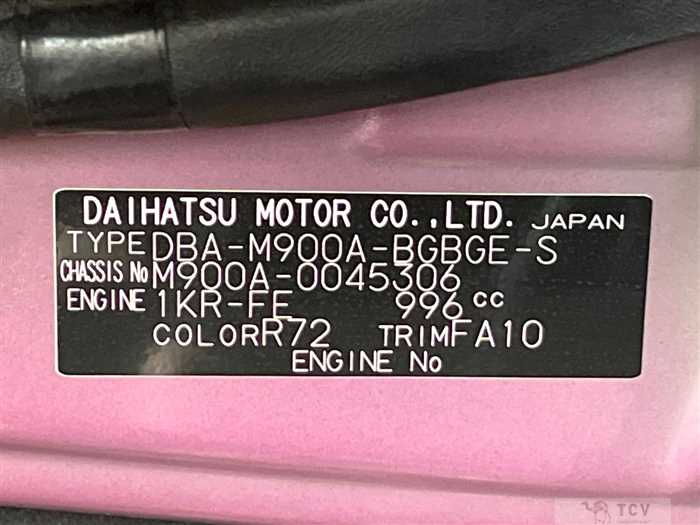 DAIHATSU MOTOR CO.,LTD. JAPAN
TYPE DBA-M900A-BGBGE-S
CHASSIS No M900A-0045306
ENGINE 1KR-FE 996 cc
COLOR R72 TRIM FA10
ENGINE No
TCV